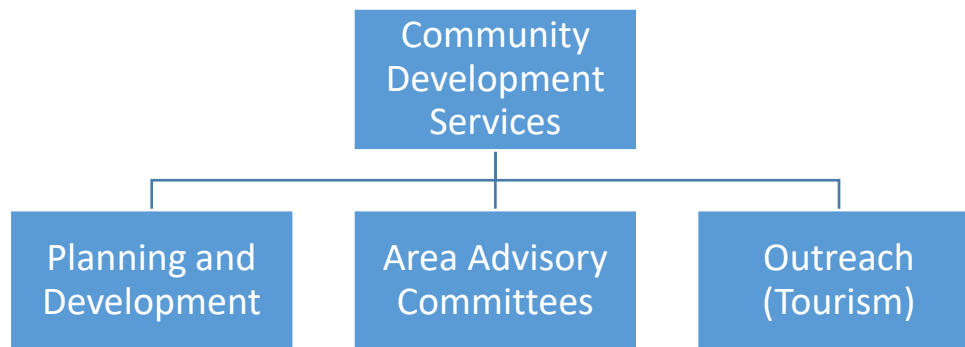 Community
Development
Services
Planning and
Development
Area Advisory
Committees
Outreach
(Tourism)